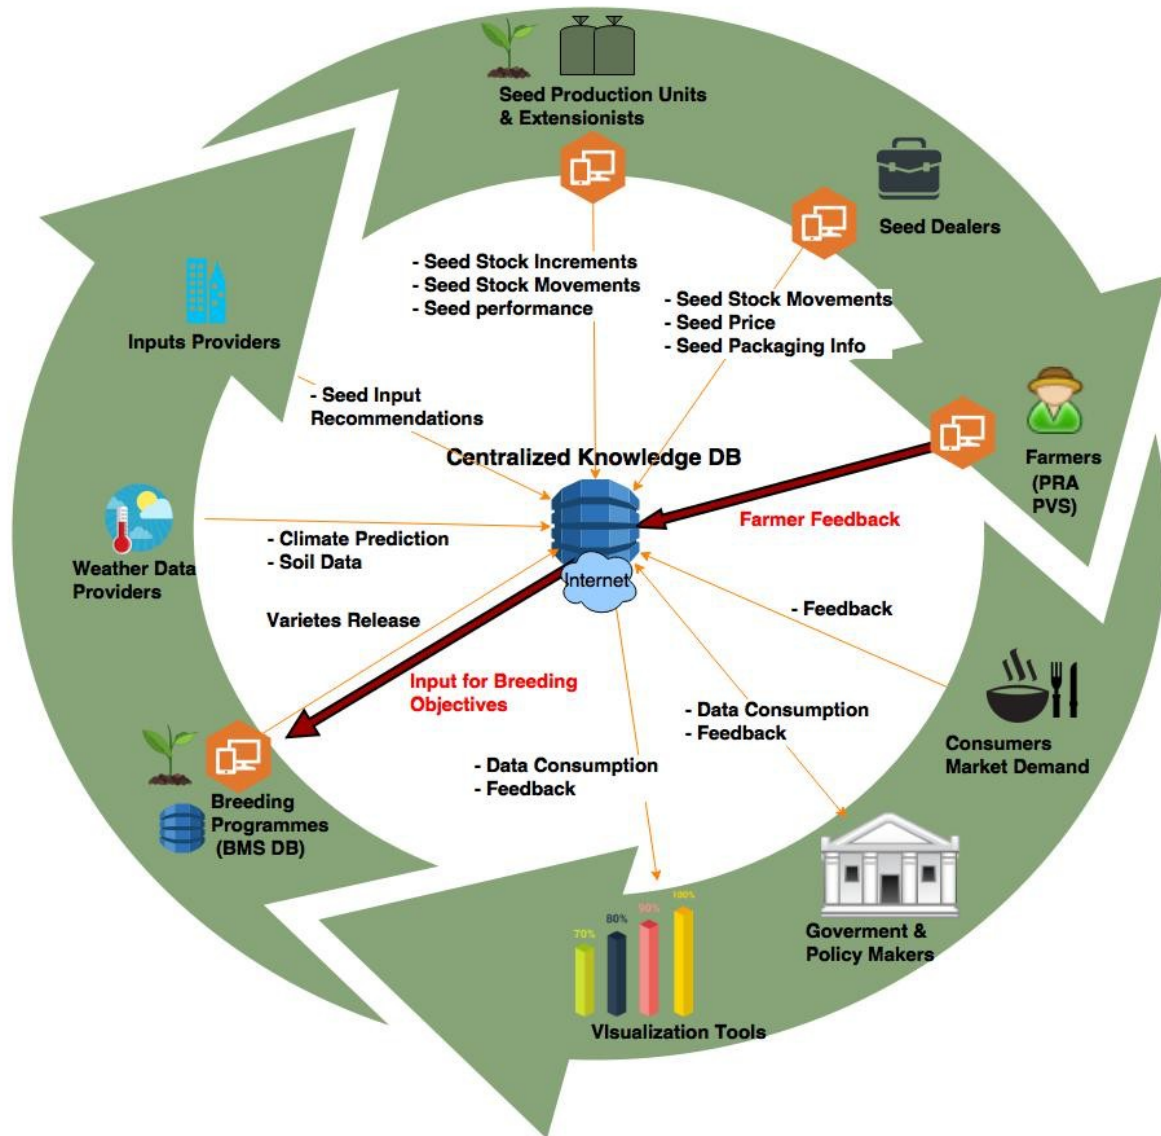 Seed Production Units
& Extensionists
Seed Dealers
- Seed Stock Increments
- Seed Stock Movements
- Seed performance
- Seed Stock Movements
- Seed Price
- Seed Packaging Info
Inputs Providers
- Seed Input
Recommendations
Farmers
(PRA
PVS)
Centralized Knowledge DB
Farmer Feedback
- Climate Prediction
- Soil Data
Weather Data
Providers
Internet
Varietes Release
- Feedback
Input for Breeding
Objectives
- Data Consumption
- Feedback
Consumers
Market Demand
- Data Consumption
- Feedback
Breeding
Programmes
(BMS DB)
Goverment &
Policy Makers
70%
80%
90%
100%
VIsualization Tools